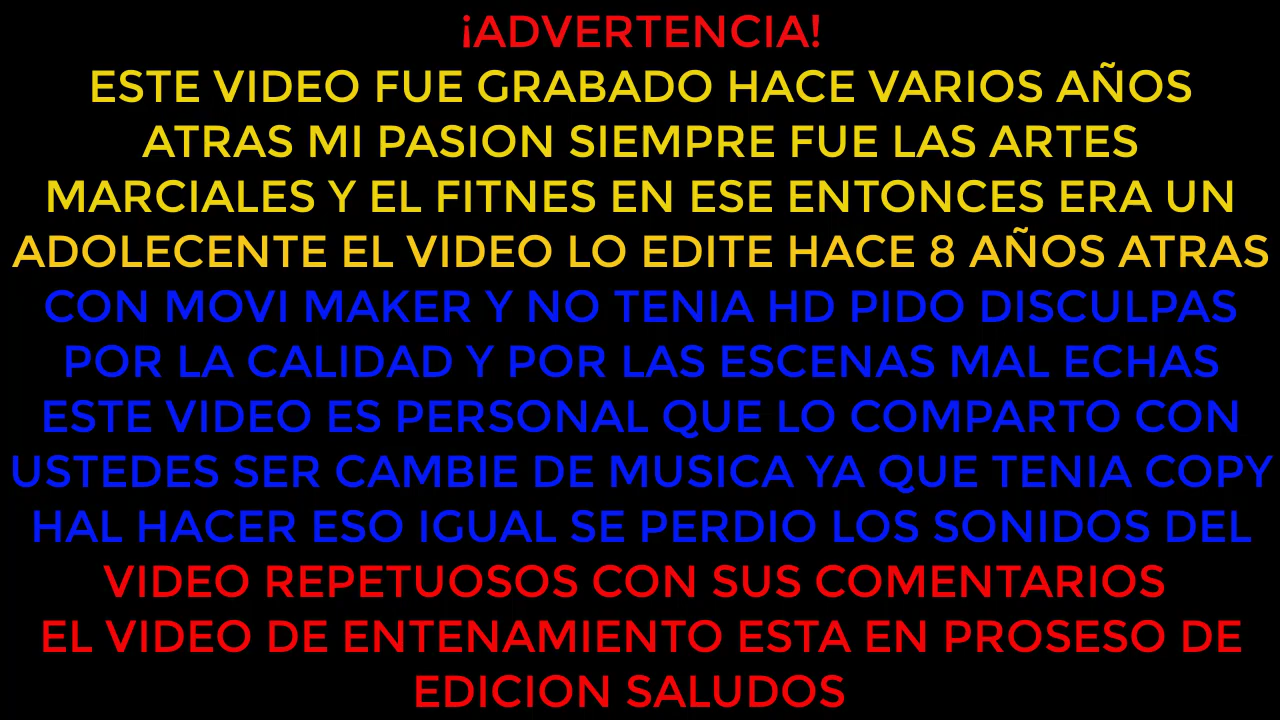 ¡ADVERTENCIA!
ESTE VIDEO FUE GRABADO HACE VARIOS AÑOS
ATRAS MI PASION SIEMPRE FUE LAS ARTES
MARCIALES Y EL FITNES EN ESE ENTONCES ERA UN
ADOLECENTE EL VIDEO LO EDITE HACE 8 AÑOS ATRAS
CON MOVI MAKER Y NO TENIA HD PIDO DISCULPAS
POR LA CALIDAD Y POR LAS ESCENAS MAL ECHAS
ESTE VIDEO ES PERSONAL QUE LO COMPARTO CON
USTEDES SER CAMBIE DE MUSICA YA QUE TENIA COPY
HAL HACER ESO IGUAL SE PERDIO LOS SONIDOS DEL
VIDEO REPETUOSOS CON SUS COMENTARIOS
EL VIDEO DE ENTENAMIENTO ESTA EN PROSESO DE
EDICION SALUDOS